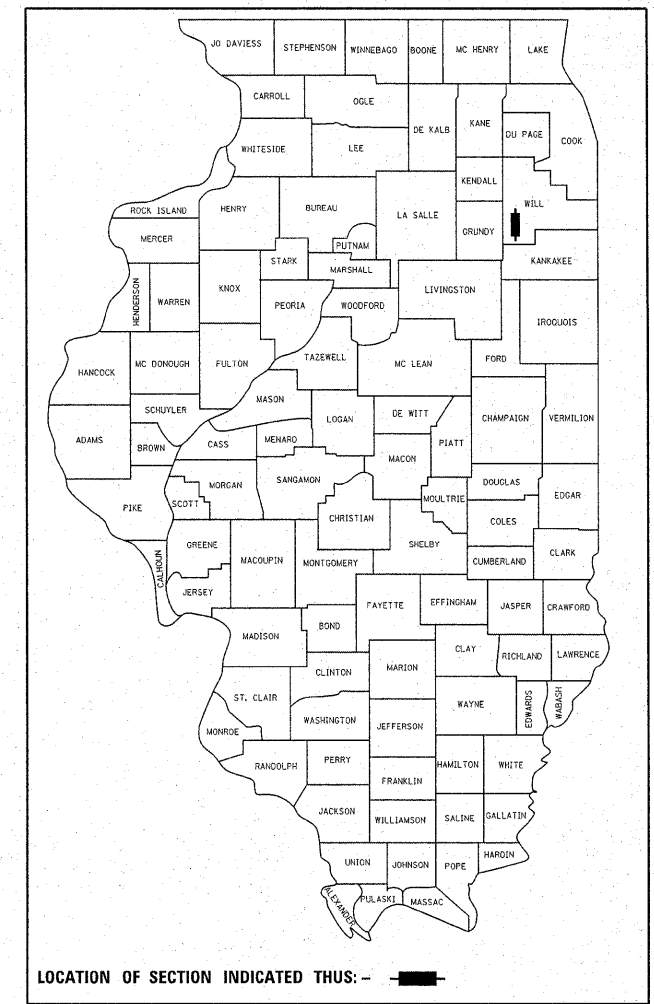 JO DAVIESS
STEPHENSON
WINNEBAGO
BOONE
MC HENRY
LAKE
CARROLL
OGLE
DE KALB
KANE
DU PAGE
COOK
WHITESIDE
LEE
KENDALL
WILL
ROCK ISLAND
HENRY
BUREAU
LA SALLE
GRUNDY
MERCER
PUTNAM
STARK
MARSHALL
KANKAKEE
HENDERSON
WARREN
KNOX
PEORIA
WOODFORD
LIVINGSTON
IROQUOIS
HANCOCK
MC DONOUGH
FULTON
TAZEWELL
MC LEAN
FORD
MASON
SCHUYLER
LOGAN
DE WITT
CHAMPAIGN
VERMILION
ADAMS
BROWN
CASS
MENARD
MACON
PIATT
PIKE
SCOTT
MORGAN
SANGAMON
MOULTRIE
DOUGLAS
EDGAR
CHRISTIAN
COLES
CALHOUN
GREENE
MACOUPIN
MONTGOMERY
SHELBY
CUMBERLAND
CLARK
JERSEY
FAYETTE
EFFINGHAM
JASPER
CRAWFORD
MADISON
BOND
CLAY
RICHLAND
LAWRENCE
CLINTON
MARION
ST. CLAIR
WAYNE
EDWARDS
WABASH
WASHINGTON
JEFFERSON
MONROE
RANDOLPH
PERRY
HAMILTON
WHITE
FRANKLIN
JACKSON
WILLIAMSON
SALINE
GALLATIN
UNION
JOHNSON
POPE
HARDIN
ALEXANDER
PULASKI
MASSAC
LOCATION OF SECTION INDICATED THUS: -